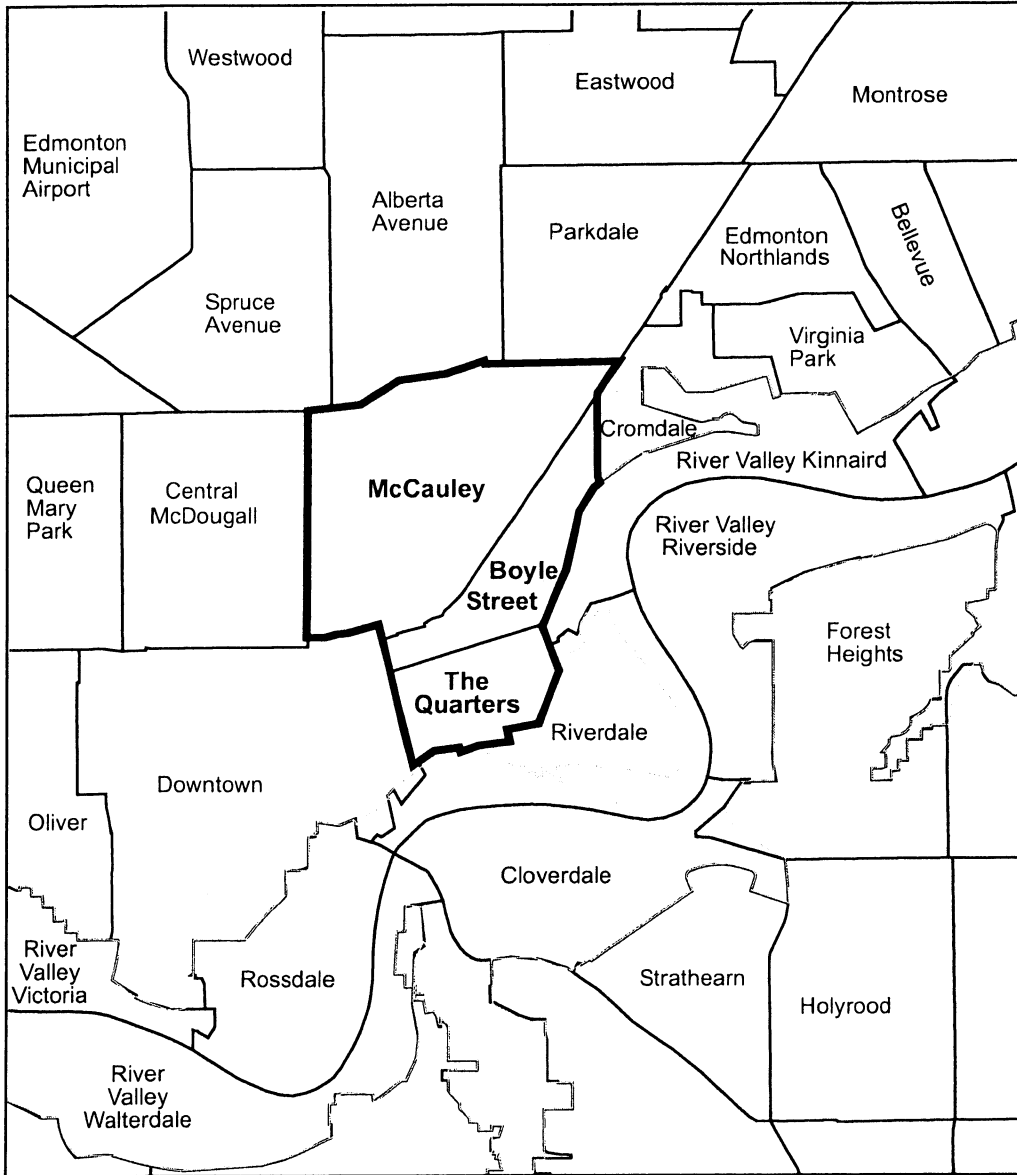 Westwood
Eastwood
Montrose
Edmonton
Municipal
Airport
Alberta
Avenue
Parkdale
Edmonton
Northlands
Bellevue
Spruce
Avenue
Virginia
Park
Cromdale
River Valley Kinnaird
Queen
Mary
Park
Central
McDougall
McCauley
River Valley
Riverside
Boyle
Street
Forest
Heights
The
Quarters
Riverdale
Downtown
Oliver
Cloverdale
River
Valley
Victoria
Rossdale
Strathearn
Holyrood
River
Valley
Walterdale